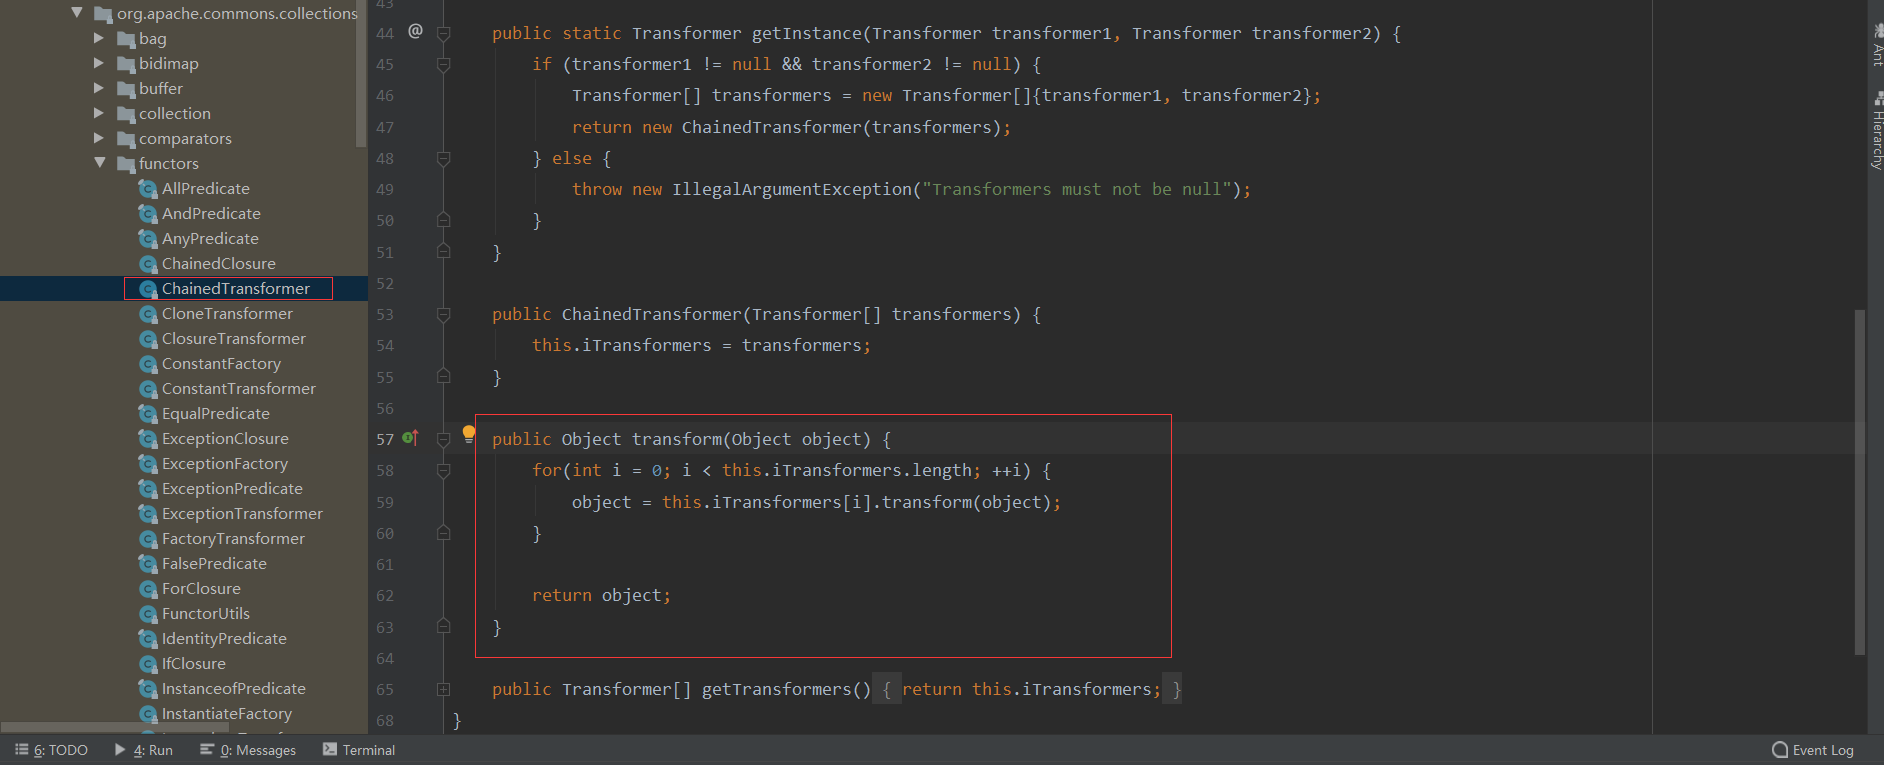 org.apache.commons.collections
bag
bidimap
buffer
collection
comparators
functors
AllPredicate
AndPredicate
AnyPredicate
ChainedClosure
ChainedTransformer
CloneTransformer
ClosureTransformer
ConstantFactory
ConstantTransformer
EqualPredicate
ExceptionClosure
ExceptionFactory
ExceptionPredicate
ExceptionTransformer
FactoryTransformer
FalsePredicate
ForClosure
FunctorUtils
IdentityPredicate
IfClosure
InstanceofPredicate
InstantiateFactory
43
44 @ public static Transformer getInstance(Transformer transformer1, Transformer transformer2) {
45 if (transformer1 != null && transformer2 != null) {
46 Transformer[] transformers = new Transformer[]{transformer1, transformer2};
47 return new ChainedTransformer(transformers);
48 } else {
49 throw new IllegalArgumentException("Transformers must not be null");
50 }
51 }
52
53 public ChainedTransformer(Transformer[] transformers) {
54 this.iTransformers = transformers;
55 }
56
57 public Object transform(Object object) {
58 for(int i = 0; i < this.iTransformers.length; ++i) {
59 object = this.iTransformers[i].transform(object);
60 }
61
62 return object;
63 }
64
65 public Transformer[] getTransformers() { return this.iTransformers; }
68 }
Ant
Hierarchy
6: TODO 4: Run 0: Messages Terminal Event Log